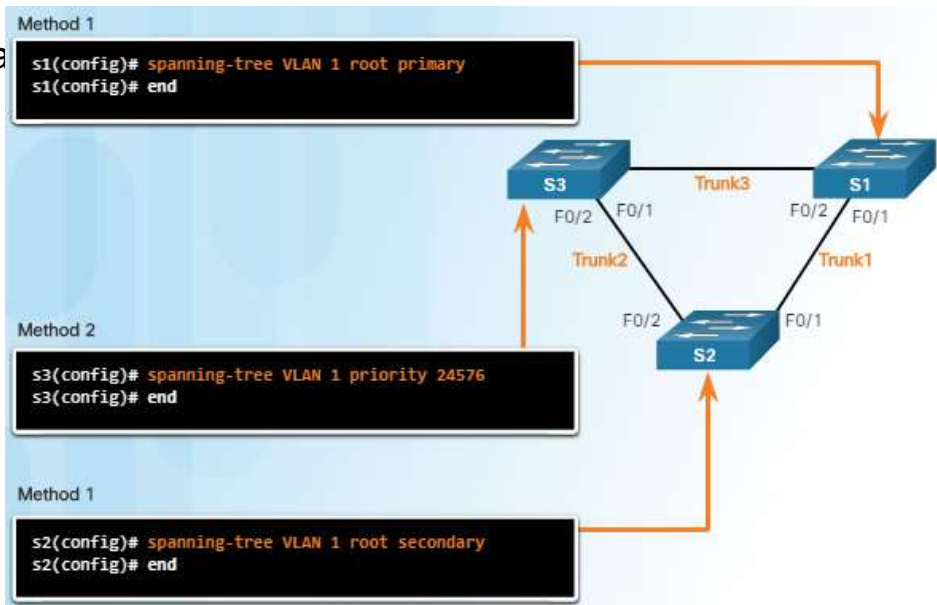 Method 1
s1(config)# spanning-tree VLAN 1 root primary
s1(config)# end
S3
Trunk3
S1
F0/2
F0/1
F0/2
F0/1
Trunk2
Trunk1
F0/2
F0/1
S2
Method 2
s3(config)# spanning-tree VLAN 1 priority 24576
s3(config)# end
Method 1
s2(config)# spanning-tree VLAN 1 root secondary
s2(config)# end